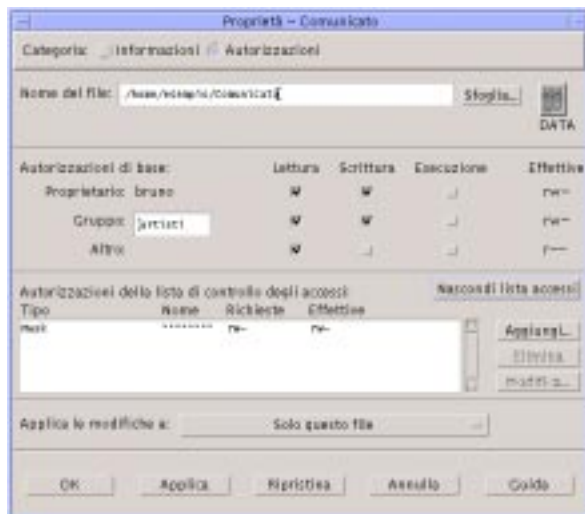 Proprietà - Comunicato
Categoria: Informazioni Autorizzazioni
Nome del file: /home/esempio/Comunicato Sfoglia...
DATA
Autorizzazioni di base: Lettura Scrittura Esecuzione Effettive
Proprietario: bruno rw-
Gruppo: artisti rw-
Altro: r--
Autorizzazioni della lista di controllo degli accessi: Nascondi lista accessi
Tipo Nome Richieste Effettive
Mask ******** rw- rw-
Aggiungi...
Elimina
Applica le modifiche a: Solo questo file
OK Applica Ripristina Annulla Guida